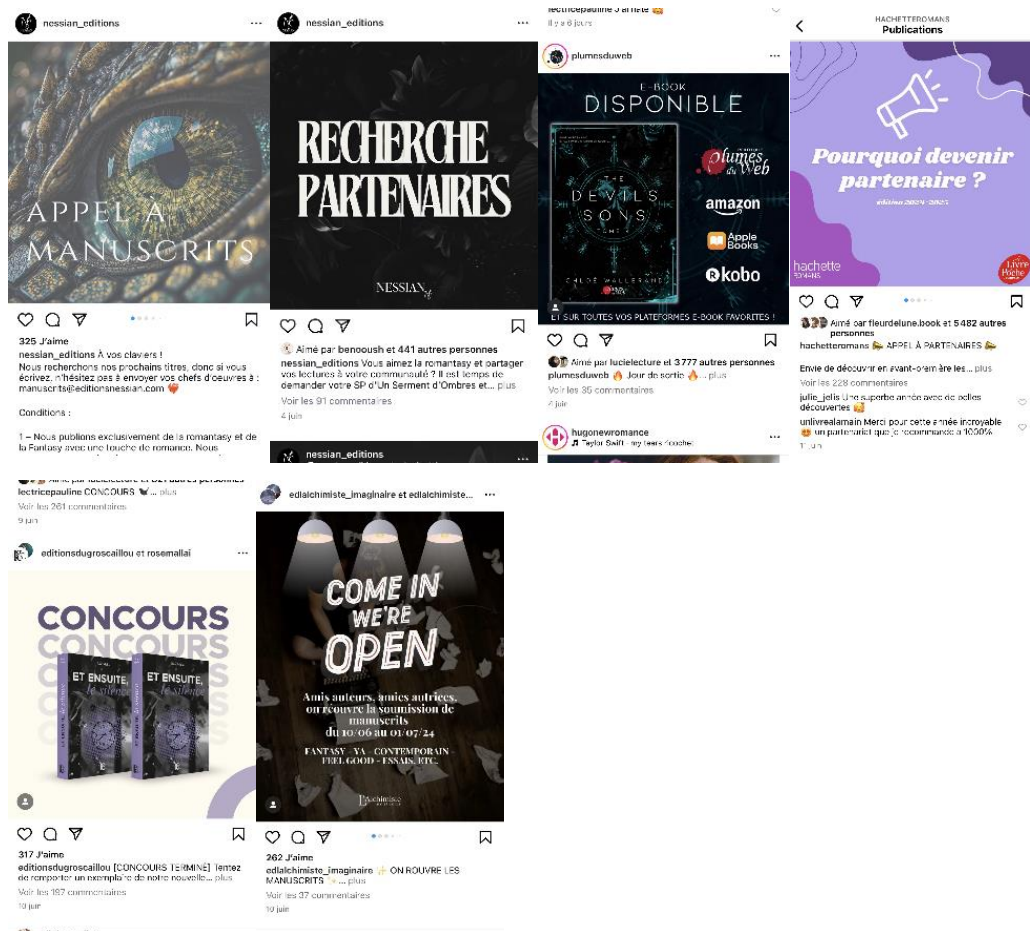 nessian_editions
APPEL À
MANUSCRITS
325 J'aime
nessian_editions À vos claviers !
Nous recherchons nos prochains titres, donc si vous
écrivez, n'hésitez pas à envoyer vos chefs d'oeuvres à :
manuscrits@editionsnessian.com
Conditions :
1 – Nous publions exclusivement de la romantasy et de
la Fantasy avec une touche de romance. Nous
nessian_editions
RECHERCHE
PARTENAIRES
NESSIAN
Aimé par benooush et 441 autres personnes
nessian_editions Vous aimez la romantasy et partager
vos lectures à votre communauté ? Il est temps de
demander votre SP d'Un Serment d'Ombres et... plus
Voir les 91 commentaires
4 juin
nessian_editions
lectricepauline J'arrête
Il y a 6 jours
plumesduweb
E-BOOK
DISPONIBLE
THE
DEVIL'S
SONS
CHLOÉ WALLERAND
plumes
du Web
amazon
Apple
Books
kobo
ET SUR TOUTES VOS PLATEFORMES E-BOOK FAVORITES !
Aimé par lucielecture et 3 777 autres personnes
plumesduweb 🔥 Jour de sortie 🔥... plus
Voir les 35 commentaires
hugonewromance
Taylor Swift · my tears ricochet
HACHETTEROMANS
Publications
Pourquoi devenir
partenaire ?
édition 2024-2025
hachette
ROMANS
Livre
Poche
Aimé par fleurdelune.book et 5 482 autres
personnes
hachetteromans APPEL À PARTENAIRES
Envie de découvrir en avant-première les... plus
Voir les 228 commentaires
julie_jelis Une superbe année avec de belles
découvertes
unlivrealamain Merci pour cette année incroyable
un partenariat que je recommande à 1000%
11 juin
lectricepauline CONCOURS ... plus
Voir les 261 commentaires
9 juin
editionsdugroscaillou et rosemallai
CONCOURS
CONCOURS
CONCOURS
CONCOURS
ET ENSUITE,
le silence
ET ENSUITE,
le silence
317 J'aime
editionsdugroscaillou [CONCOURS TERMINÉ] Tentez
de remporter un exemplaire de notre nouvelle... plus
Voir les 197 commentaires
10 juin
edlalchimiste_imaginaire et edlalchimiste...
COME IN
WE'RE
OPEN
Amis auteurs, amies autrices,
on réouvre la soumission de
manuscrits
du 10/06 au 01/07/24
FANTASY - YA - CONTEMPORAIN -
FEEL GOOD - ESSAIS, ETC.
L'Alchimiste
262 J'aime
edlalchimiste_imaginaire ✨ ON ROUVRE LES
MANUSCRITS ✨... plus
Voir les 37 commentaires
10 juin